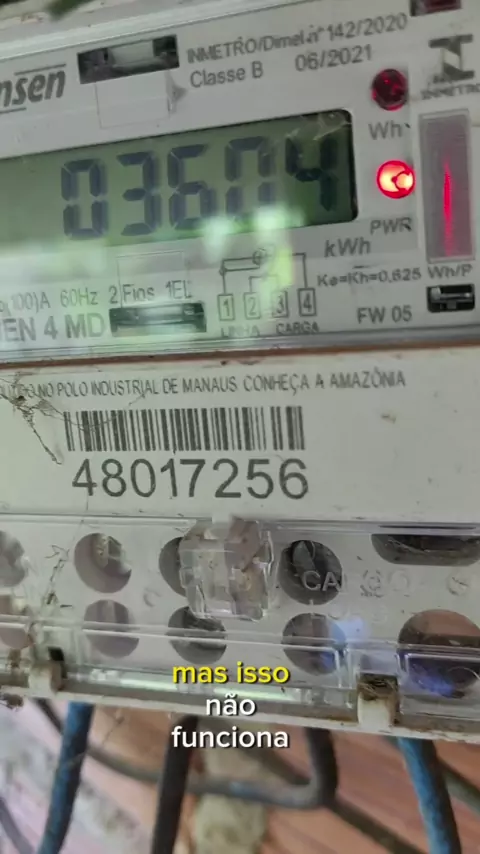 nsen
INMETRO/Dimel nº 142/2020
Classe B 06/2021
INMETRO
Wh
03604
PWR
kWh
(100)A 60Hz 2 Fios 1EL
1 2 3 4
LINHA CARGA
Ke=Kh=0,625 Wh/P
EN 4 MD
FW 05
NO POLO INDUSTRIAL DE MANAUS CONHEÇA A AMAZÔNIA
48017256
mas isso
não
funciona